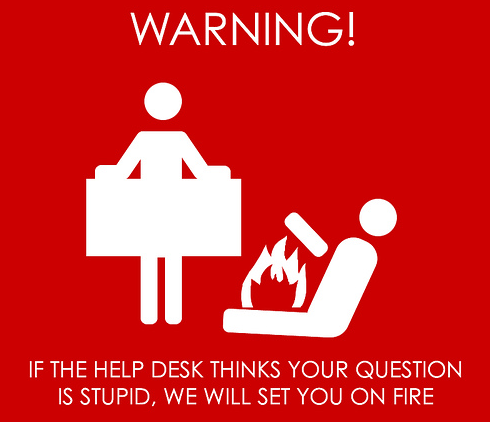 WARNING!
IF THE HELP DESK THINKS YOUR QUESTION
IS STUPID, WE WILL SET YOU ON FIRE